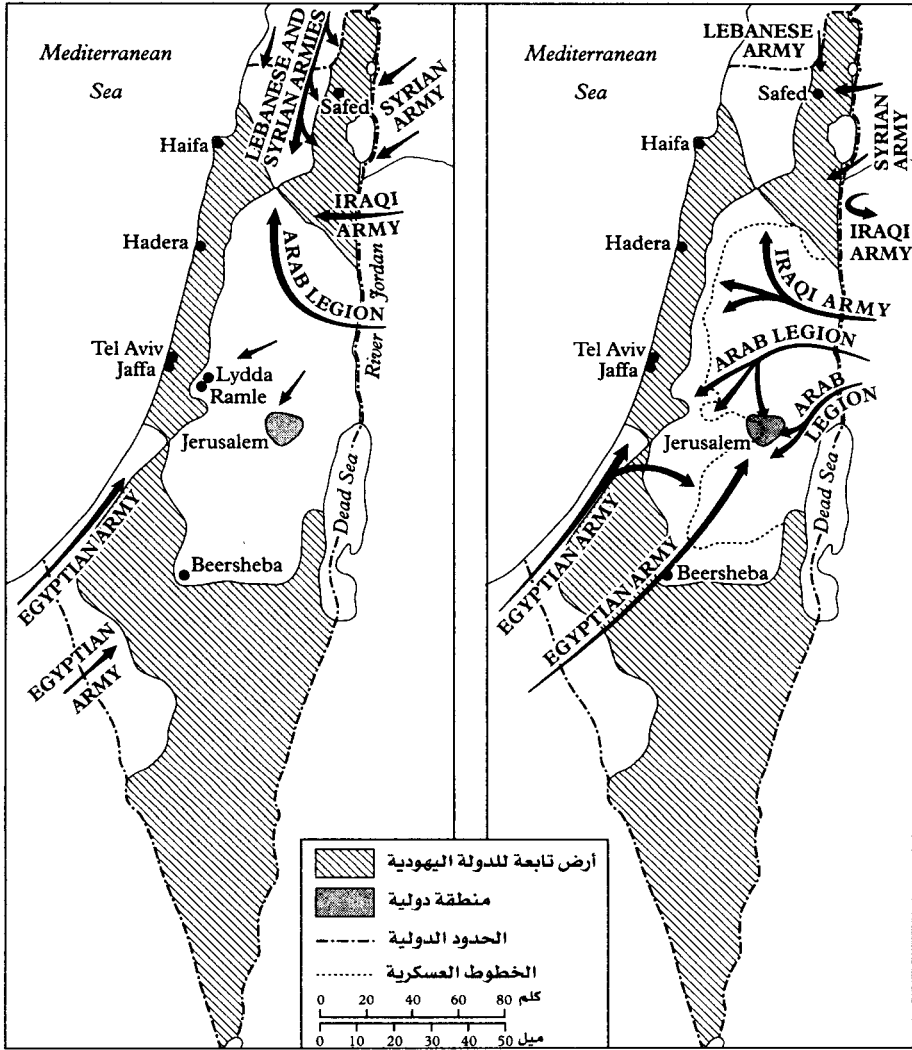 Mediterranean
Sea
LEBANESE AND
SYRIAN ARMIES
Safed
SYRIAN
ARMY
Haifa
IRAQI
ARMY
Hadera
ARAB LEGION
River Jordan
Tel Aviv
Jaffa
Lydda
Ramle
Jerusalem
Dead Sea
EGYPTIAN ARMY
Beersheba
EGYPTIAN
ARMY
Mediterranean
Sea
LEBANESE
ARMY
Safed
SYRIAN
ARMY
Haifa
IRAQI
ARMY
Hadera
IRAQI ARMY
ARAB LEGION
Tel Aviv
Jaffa
ARAB
LEGION
Jerusalem
Dead Sea
EGYPTIAN ARMY
EGYPTIAN ARMY
Beersheba
أرض تابعة للدولة اليهودية
منطقة دولية
الحدود الدولية
الخطوط العسكرية
0 20 40 60 80 كلم
0 10 20 30 40 50 ميل